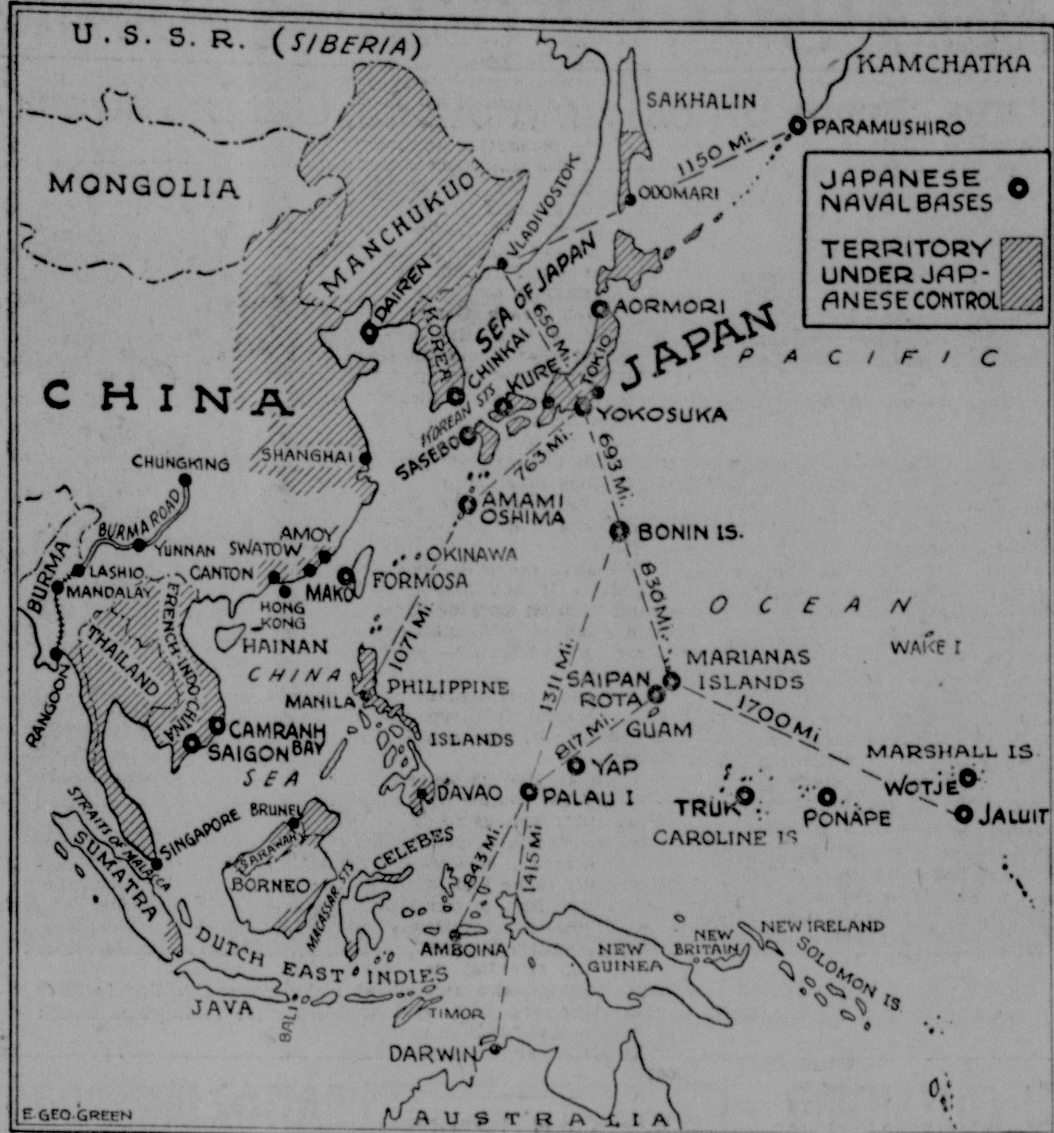 U.S.S.R. (SIBERIA)
KAMCHATKA
SAKHALIN
PARAMUSHIRO
1150 Mi.
MONGOLIA
MANCHUKUO
VLADIVOSTOK
ODOMARI
JAPANESE
NAVAL BASES
TERRITORY
UNDER JAP-
ANESE CONTROL
DAIREN
KOREA
SEA OF JAPAN
650 Mi.
AORMORI
CHINKAI
KURE
TOKIO
JAPAN
PACIFIC
CHINA
KOREAN STS
SASEBO
YOKOSUKA
763 Mi.
693 Mi.
SHANGHAI
CHUNGKING
AMAMI
OSHIMA
BONIN IS.
BURMA ROAD
YUNNAN
SWATOW
AMOY
OKINAWA
BURMA
LASHIO
MANDALAY
CANTON
MAKO
FORMOSA
830 Mi.
OCEAN
HONG
KONG
FRENCH-INDO-CHINA
THAILAND
HAINAN
1071 Mi.
WAKE I
CHINA
1311 Mi.
MARIANAS
ISLANDS
RANGOON
MANILA
PHILIPPINE
ISLANDS
SAIPAN
ROTA
GUAM
1700 Mi
CAMRANH
BAY
SAIGON
817 Mi.
SEA
YAP
MARSHALL IS.
WOTJE
STRAITS OF MALACCA
BRUNEI
DAVAO
PALAU I
TRUK
PONAPE
JALUIT
CAROLINE IS
SINGAPORE
SARAWAK
CELEBES
SUMATRA
BORNEO
MACASSAR STS
843 Mi.
1415 Mi
DUTCH EAST INDIES
AMBOINA
NEW
GUINEA
NEW
BRITAIN
NEW IRELAND
SOLOMON IS.
JAVA
BALI
TIMOR
DARWIN
AUSTRALIA
E. GEO. GREEN